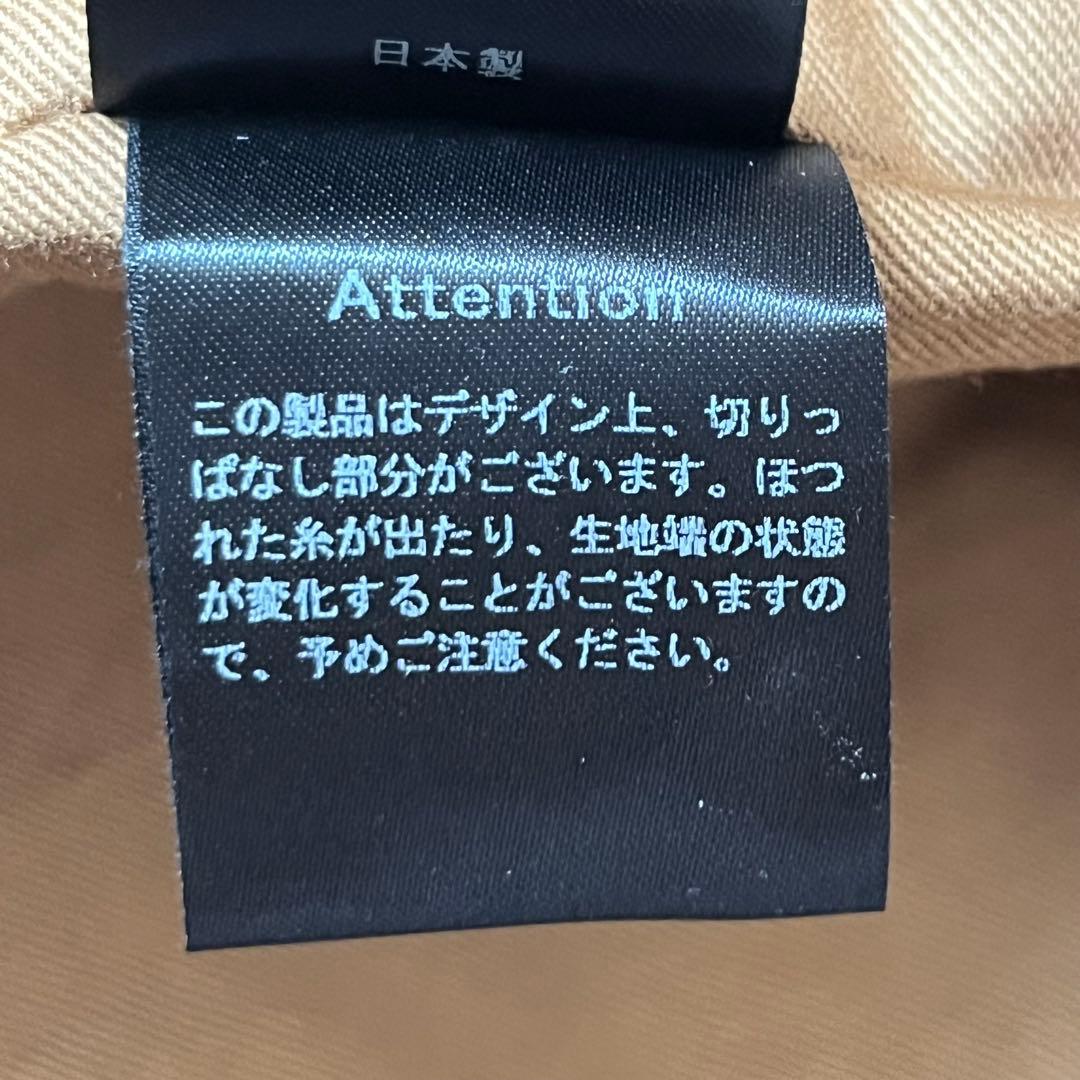 日本製
Attention
この製品はデザイン上、切りっ
ぱなし部分がございます。ほつ
れた糸が出たり、生地端の状態
が変化することがございますの
で、予めご注意ください。